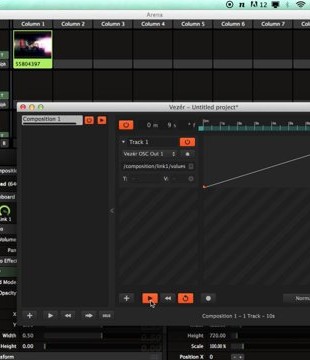 12
Arena
Column 1 Column 2 Column 3 Column 4 Column 5 Column 6 Column 7
55804397
Vezér – Untitled project*
Composition 1
0 m 9 s
Track 1
Vezér OSC Out 1
/composition/link1/values
T: V:
Composition 1 – 1 Track – 10s
Width 0.50 Height 720.00
Height 0.00 Scale 100.00 %
Position X 0